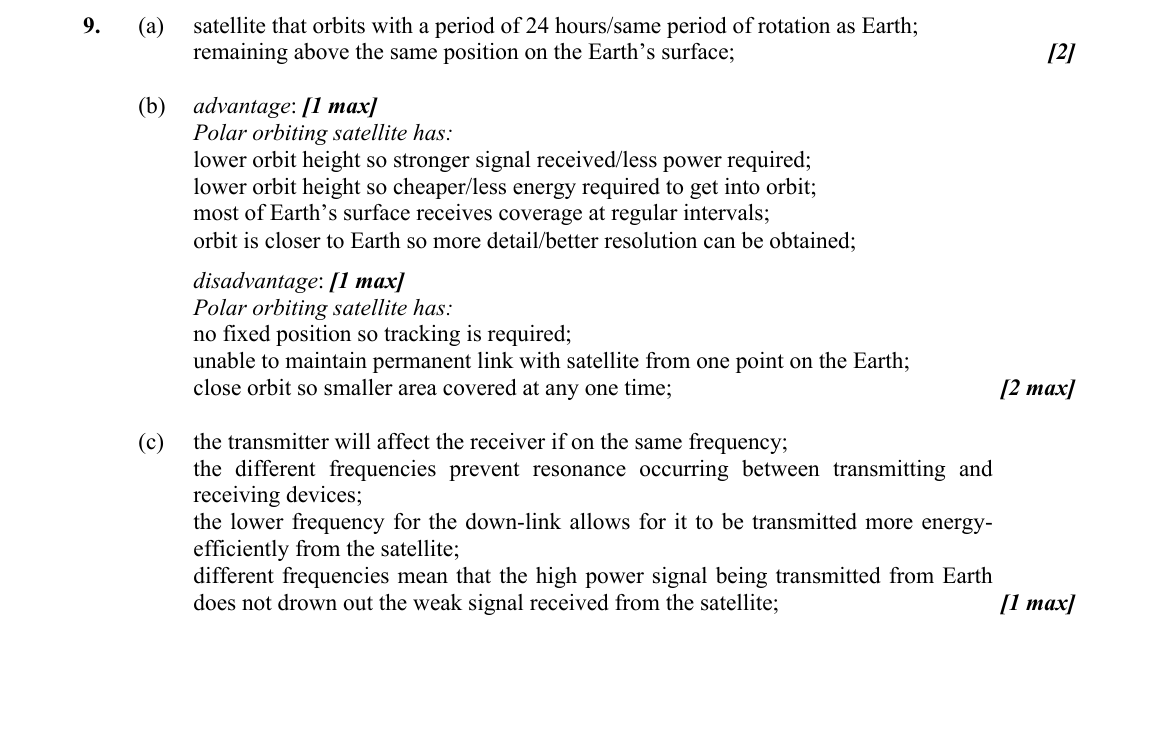 9. (a) satellite that orbits with a period of 24 hours/same period of rotation as Earth;
remaining above the same position on the Earth’s surface; [2]
(b) advantage: [1 max]
Polar orbiting satellite has:
lower orbit height so stronger signal received/less power required;
lower orbit height so cheaper/less energy required to get into orbit;
most of Earth’s surface receives coverage at regular intervals;
orbit is closer to Earth so more detail/better resolution can be obtained;
disadvantage: [1 max]
Polar orbiting satellite has:
no fixed position so tracking is required;
unable to maintain permanent link with satellite from one point on the Earth;
close orbit so smaller area covered at any one time; [2 max]
(c) the transmitter will affect the receiver if on the same frequency;
the different frequencies prevent resonance occurring between transmitting and
receiving devices;
the lower frequency for the down-link allows for it to be transmitted more energy-
efficiently from the satellite;
different frequencies mean that the high power signal being transmitted from Earth
does not drown out the weak signal received from the satellite; [1 max]